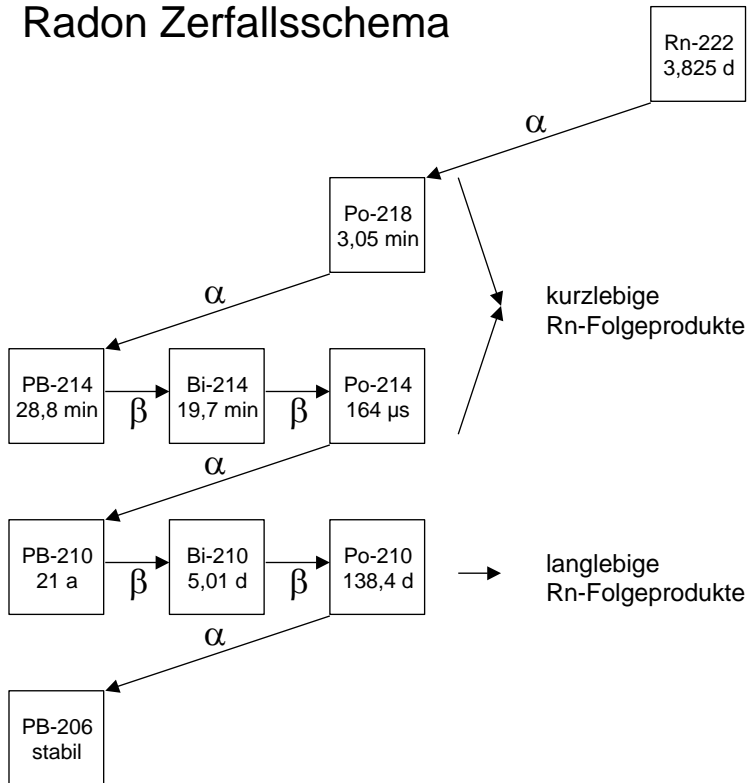 Radon Zerfallsschema
Rn-222
3,825 d
α
Po-218
3,05 min
α
kurzlebige
Rn-Folgeprodukte
PB-214
28,8 min
β
Bi-214
19,7 min
β
Po-214
164 µs
α
PB-210
21 a
β
Bi-210
5,01 d
β
Po-210
138,4 d
langlebige
Rn-Folgeprodukte
α
PB-206
stabil